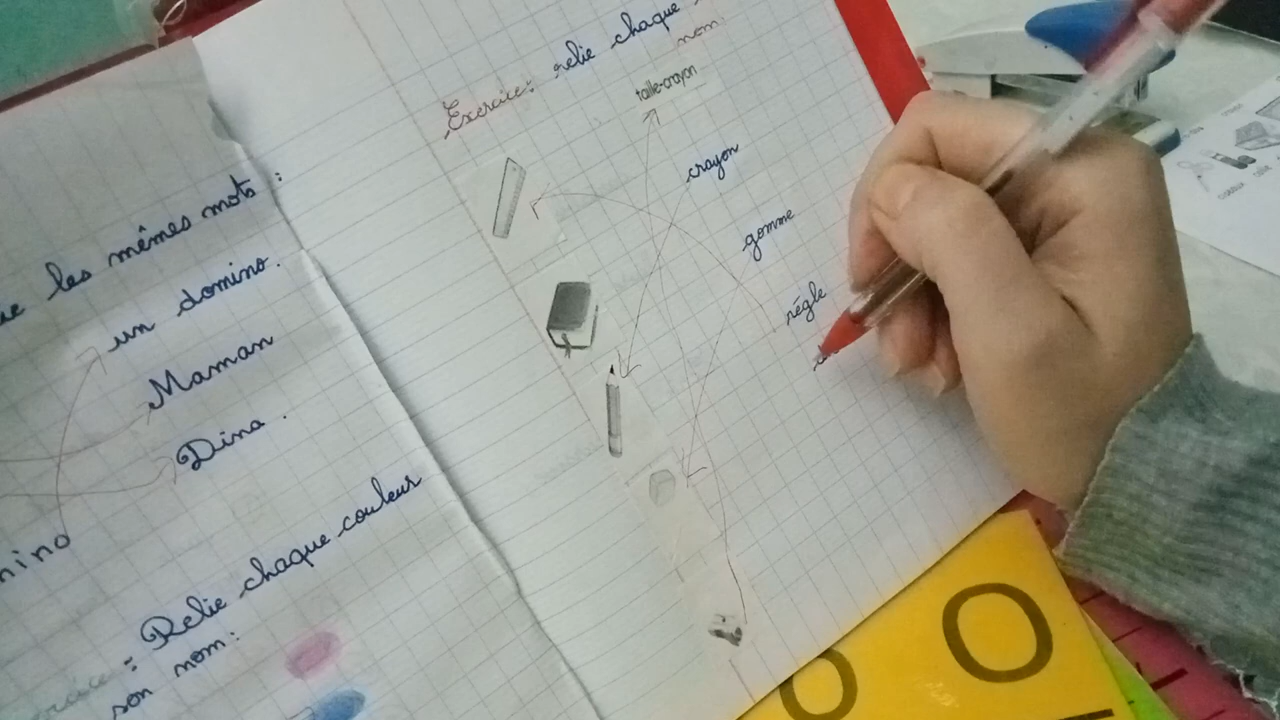 les mêmes mots :
un domino.
Maman
Dina.
mino
: Relie chaque couleur
son nom:
Exercice: relie chaque
nom:
taille-crayon
crayon
gomme
régle
O
O